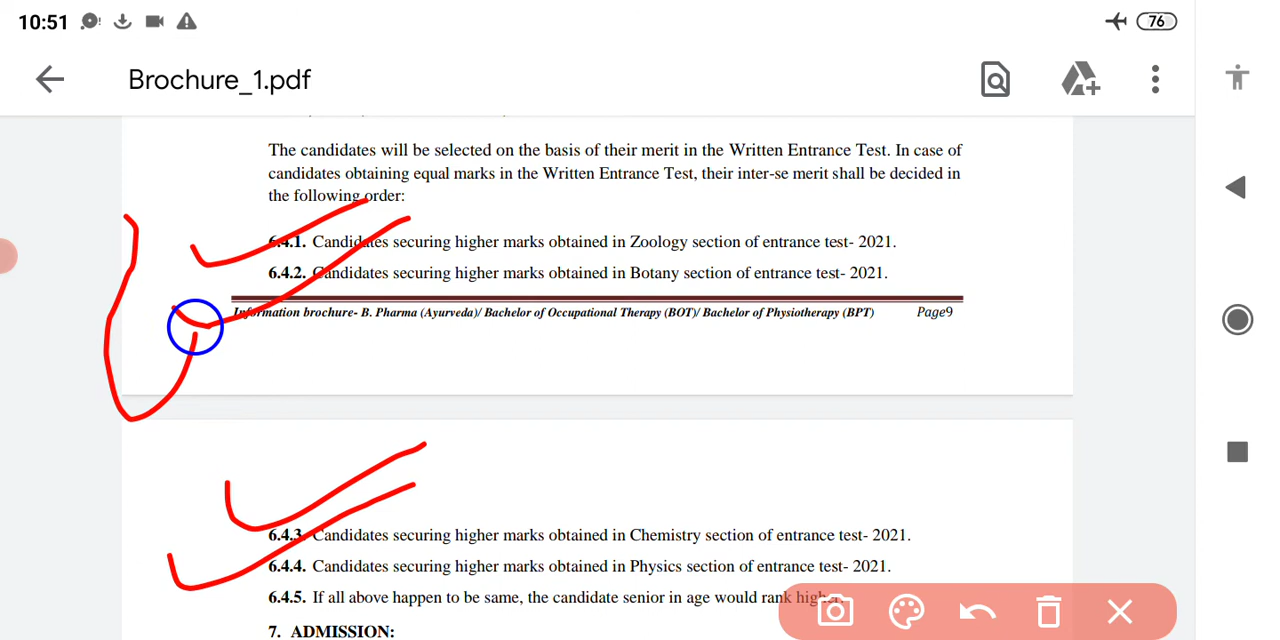 10:51
76
Brochure_1.pdf
The candidates will be selected on the basis of their merit in the Written Entrance Test. In case of
candidates obtaining equal marks in the Written Entrance Test, their inter-se merit shall be decided in
the following order:
6.4.1. Candidates securing higher marks obtained in Zoology section of entrance test- 2021.
6.4.2. Candidates securing higher marks obtained in Botany section of entrance test- 2021.
Information brochure- B. Pharma (Ayurveda)/ Bachelor of Occupational Therapy (BOT)/ Bachelor of Physiotherapy (BPT) Page9
6.4.3. Candidates securing higher marks obtained in Chemistry section of entrance test- 2021.
6.4.4. Candidates securing higher marks obtained in Physics section of entrance test- 2021.
6.4.5. If all above happen to be same, the candidate senior in age would rank higher.
7. ADMISSION: